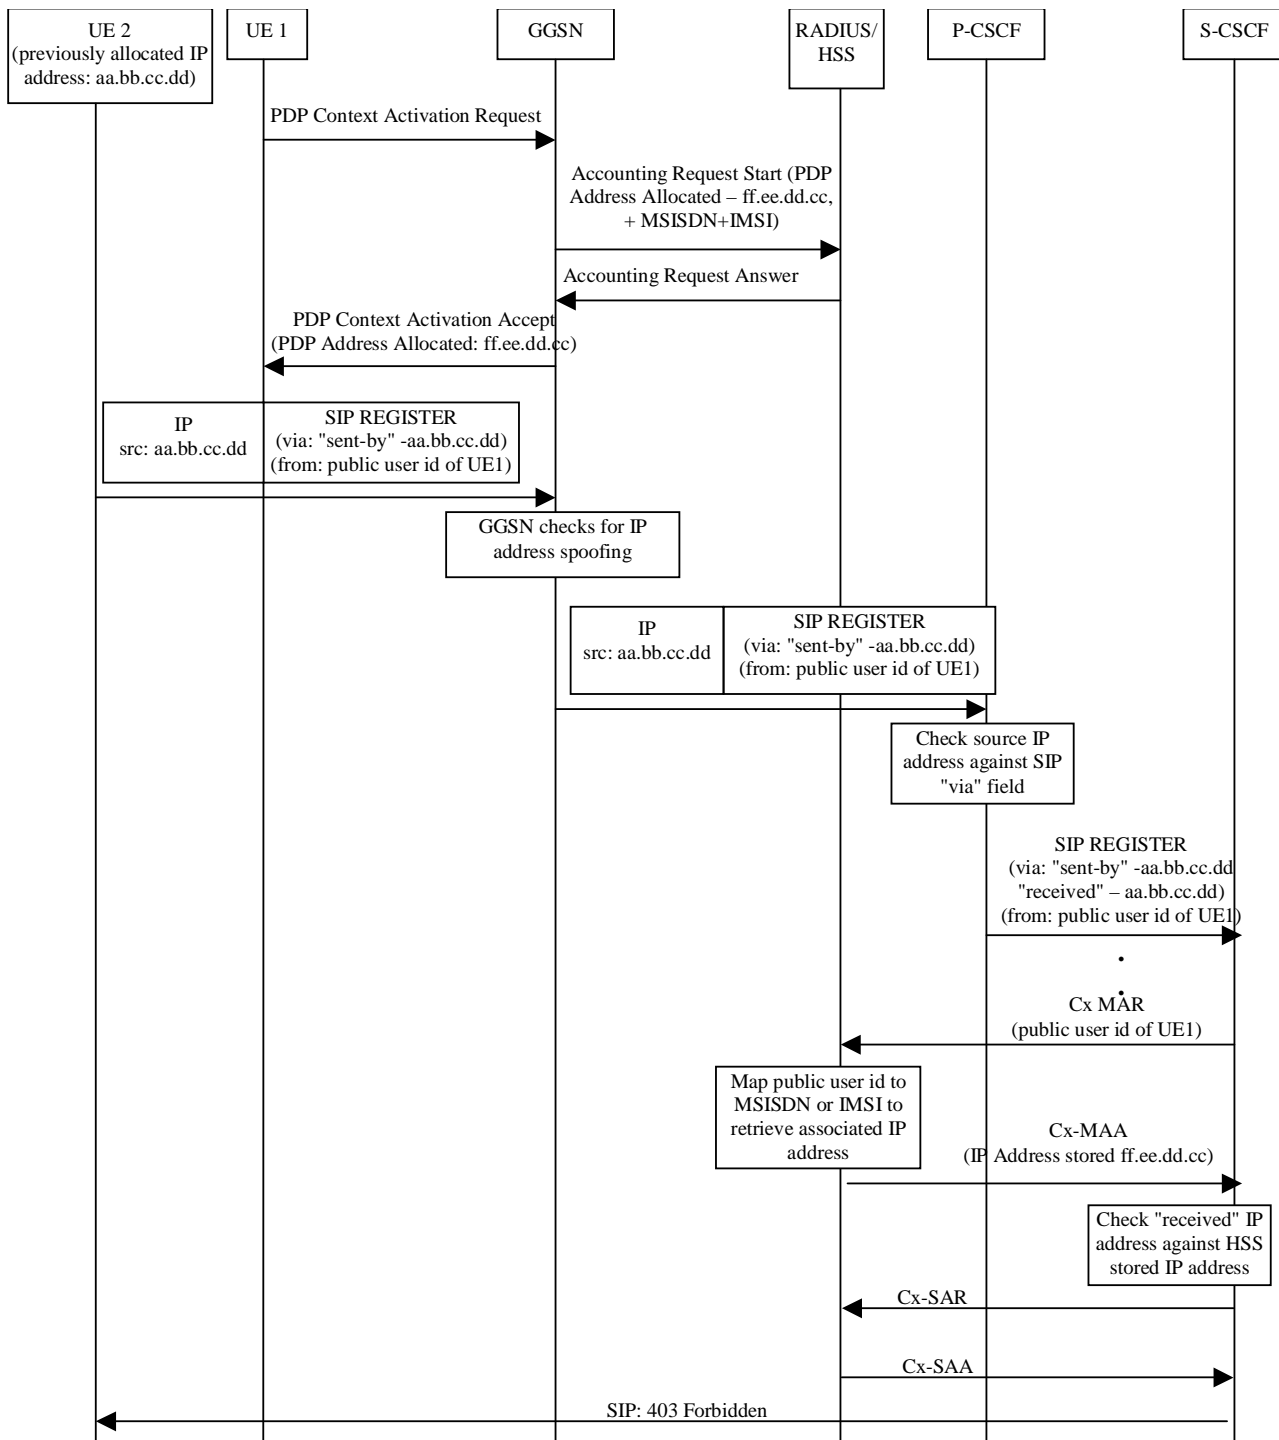 UE 2
(previously allocated IP
address: aa.bb.cc.dd)
UE 1
GGSN
RADIUS/
HSS
P-CSCF
S-CSCF
PDP Context Activation Request
Accounting Request Start (PDP
Address Allocated – ff.ee.dd.cc,
+ MSISDN+IMSI)
Accounting Request Answer
PDP Context Activation Accept
(PDP Address Allocated: ff.ee.dd.cc)
IP
src: aa.bb.cc.dd
SIP REGISTER
(via: "sent-by" -aa.bb.cc.dd)
(from: public user id of UE1)
GGSN checks for IP
address spoofing
IP
src: aa.bb.cc.dd
SIP REGISTER
(via: "sent-by" -aa.bb.cc.dd)
(from: public user id of UE1)
Check source IP
address against SIP
"via" field
SIP REGISTER
(via: "sent-by" -aa.bb.cc.dd
"received" – aa.bb.cc.dd)
(from: public user id of UE1)
.
.
Cx MAR
(public user id of UE1)
Map public user id to
MSISDN or IMSI to
retrieve associated IP
address
Cx-MAA
(IP Address stored ff.ee.dd.cc)
Check "received" IP
address against HSS
stored IP address
Cx-SAR
Cx-SAA
SIP: 403 Forbidden